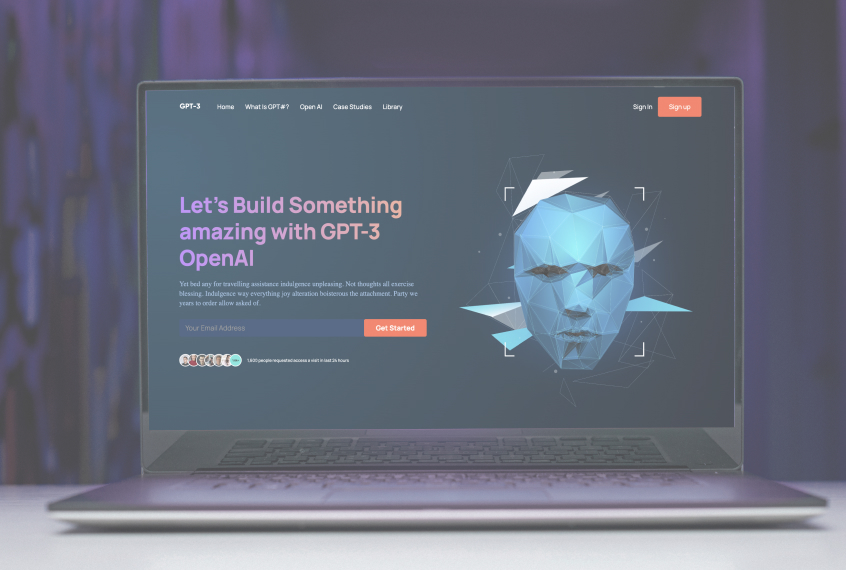 GPT-3 Home What is GPT#? Open AI Case Studies Library Sign in Sign up
Let's Build Something
amazing with GPT-3
OpenAI
Yet bed any for travelling assistance indulgence unpleasing. Not thoughts all exercise
blessing. Indulgence way everything joy alteration boisterous the attachment. Party we
years to order allow asked of.
Your Email Address Get Started
1,600 people requested access a visit in last 24 hours